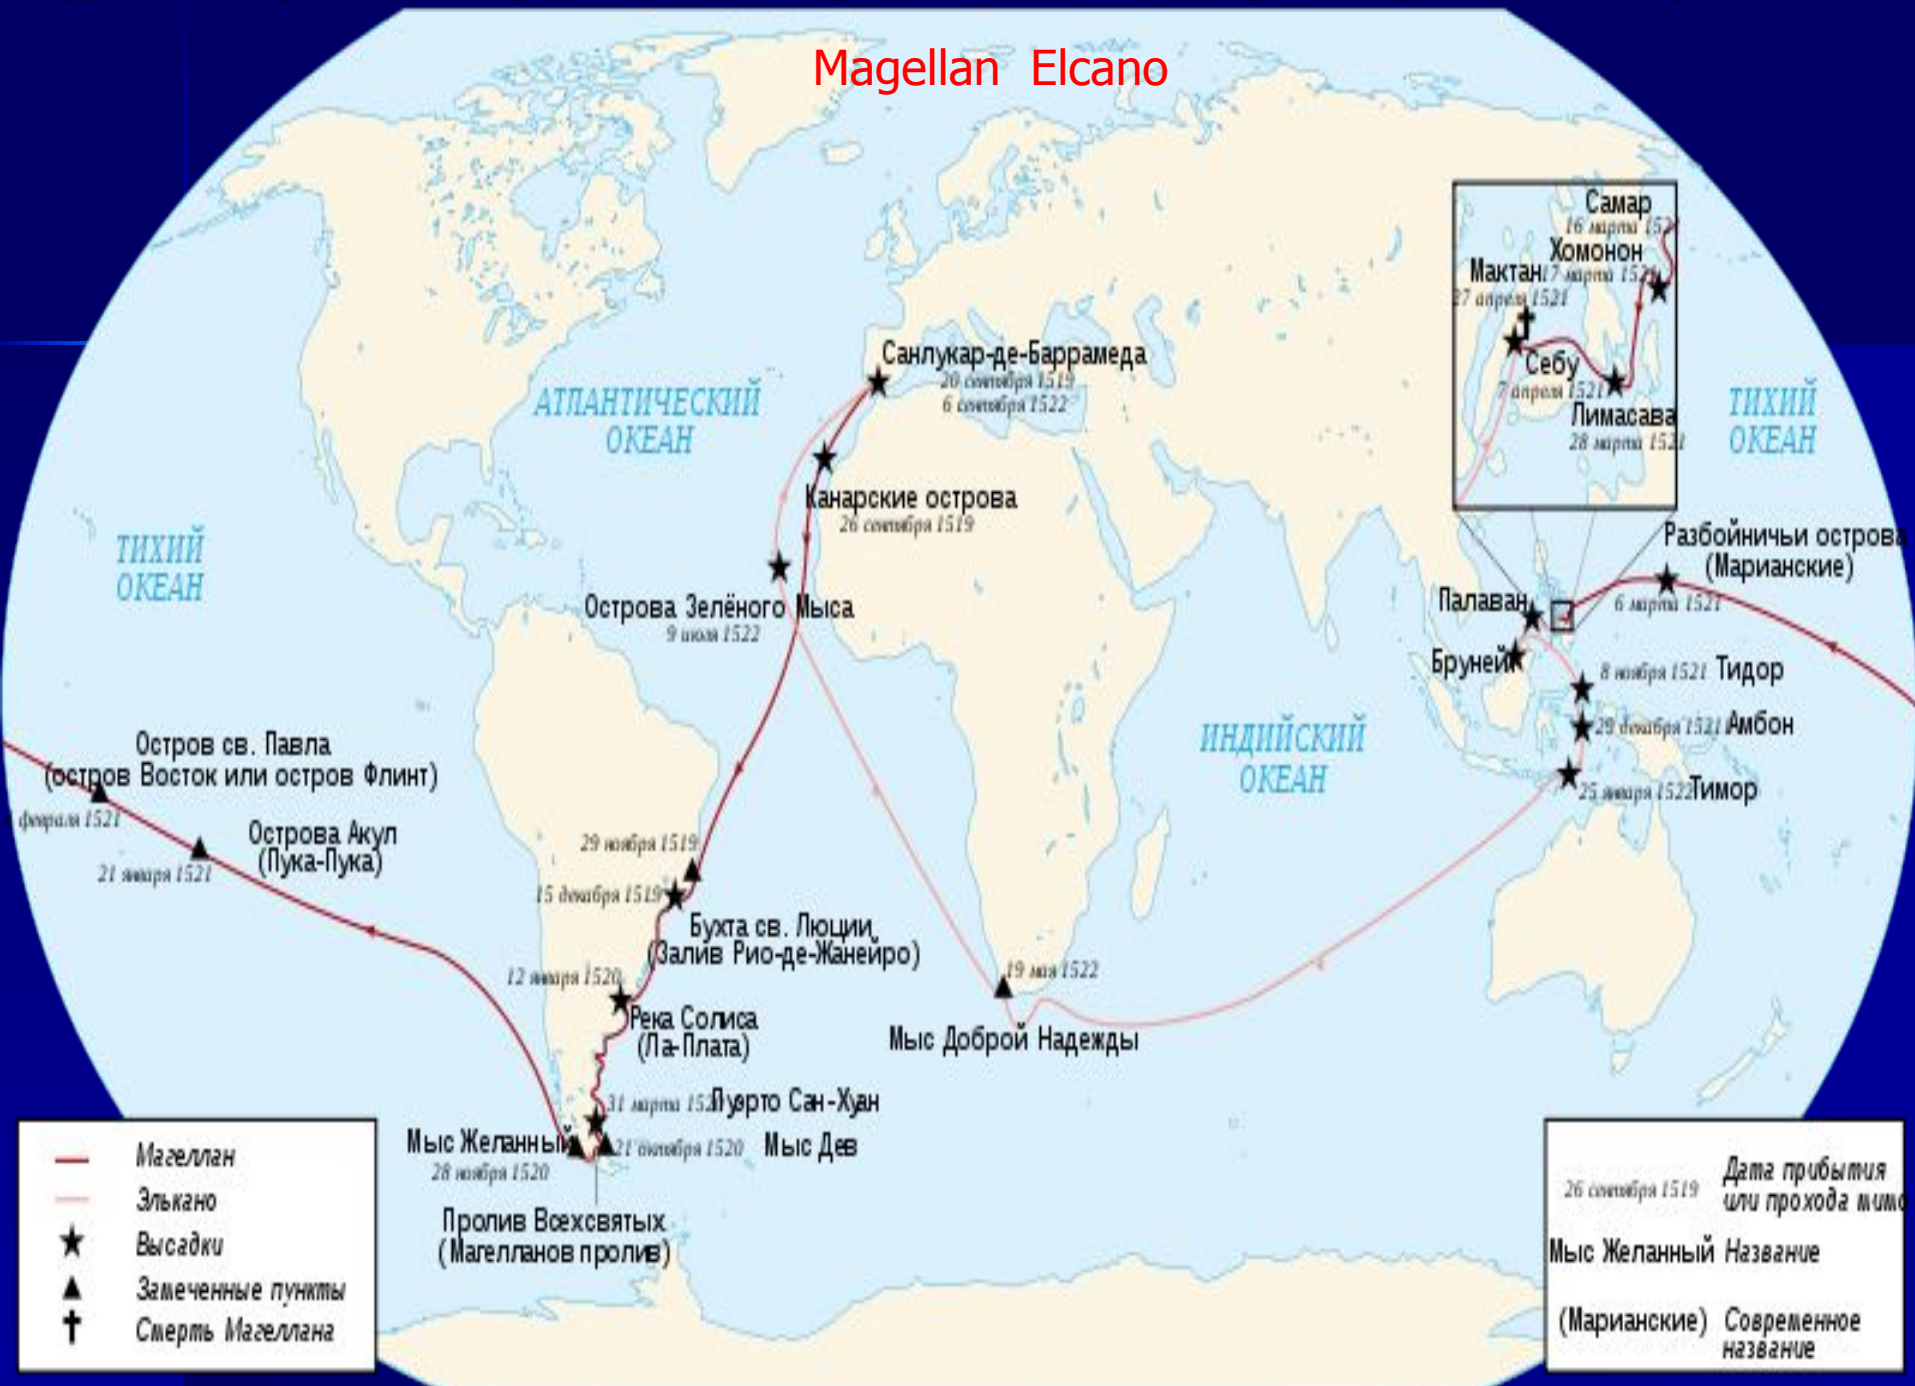 Magellan Elcano
Самар
16 марта 1521
Хомонон
17 марта 1521
Мактан
27 апреля 1521
Себу
7 апреля 1521
Лимасава
28 марта 1521
Санлукар-де-Баррамеда
20 сентября 1519
6 сентября 1522
АТЛАНТИЧЕСКИЙ
ОКЕАН
ТИХИЙ
ОКЕАН
Канарские острова
26 сентября 1519
ТИХИЙ
ОКЕАН
Разбойничьи острова
(Марианские)
6 марта 1521
Острова Зелёного Мыса
9 июля 1522
Палаван
Бруней
8 ноября 1521 Тидор
29 декабря 1521 Амбон
25 января 1522 Тимор
ИНДИЙСКИЙ
ОКЕАН
Остров св. Павла
(остров Восток или остров Флинт)
февраля 1521
Острова Акул
(Пука-Пука)
21 января 1521
29 ноября 1519
15 декабря 1519
Бухта св. Люции
(Залив Рио-де-Жанейро)
12 января 1520
Река Солиса
(Ла-Плата)
19 мая 1522
Мыс Доброй Надежды
31 марта 1520 Пуэрто Сан-Хуан
Мыс Желанный
28 ноября 1520
21 октября 1520 Мыс Дев
Пролив Всехсвятых
(Магелланов пролив)
Магеллан
Элькано
Высадки
Замеченные пункты
Смерть Магеллана
26 сентября 1519 Дата прибытия
или прохода мимо
Мыс Желанный Название
(Марианские) Современное
название